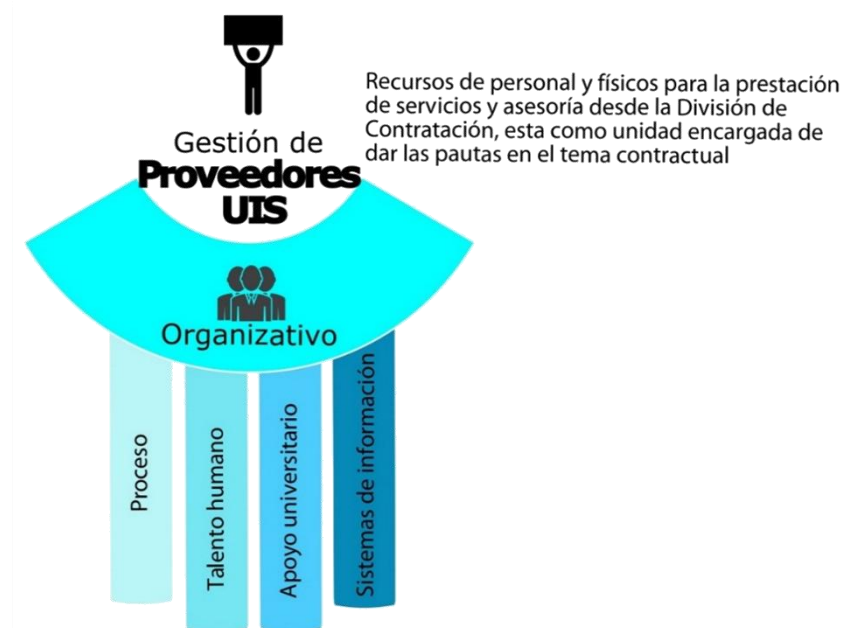 Gestión de
Proveedores
UIS
Recursos de personal y físicos para la prestación
de servicios y asesoría desde la División de
Contratación, esta como unidad encargada de
dar las pautas en el tema contractual
Organizativo
Proceso
Talento humano
Apoyo universitario
Sistemas de información